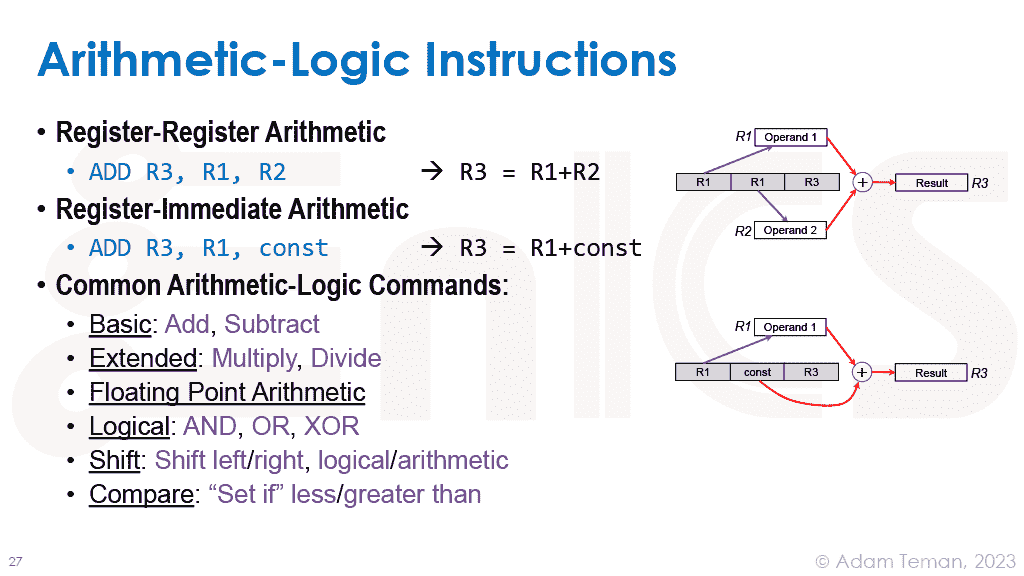 Arithmetic-Logic Instructions
• Register-Register Arithmetic
• ADD R3, R1, R2 → R3 = R1+R2
• Register-Immediate Arithmetic
• ADD R3, R1, const → R3 = R1+const
• Common Arithmetic-Logic Commands:
• Basic: Add, Subtract
• Extended: Multiply, Divide
• Floating Point Arithmetic
• Logical: AND, OR, XOR
• Shift: Shift left/right, logical/arithmetic
• Compare: “Set if” less/greater than
R1 Operand 1
R1 R1 R3 + Result R3
R2 Operand 2
R1 Operand 1
R1 const R3 + Result R3
EnICS
27
© Adam Teman, 2023